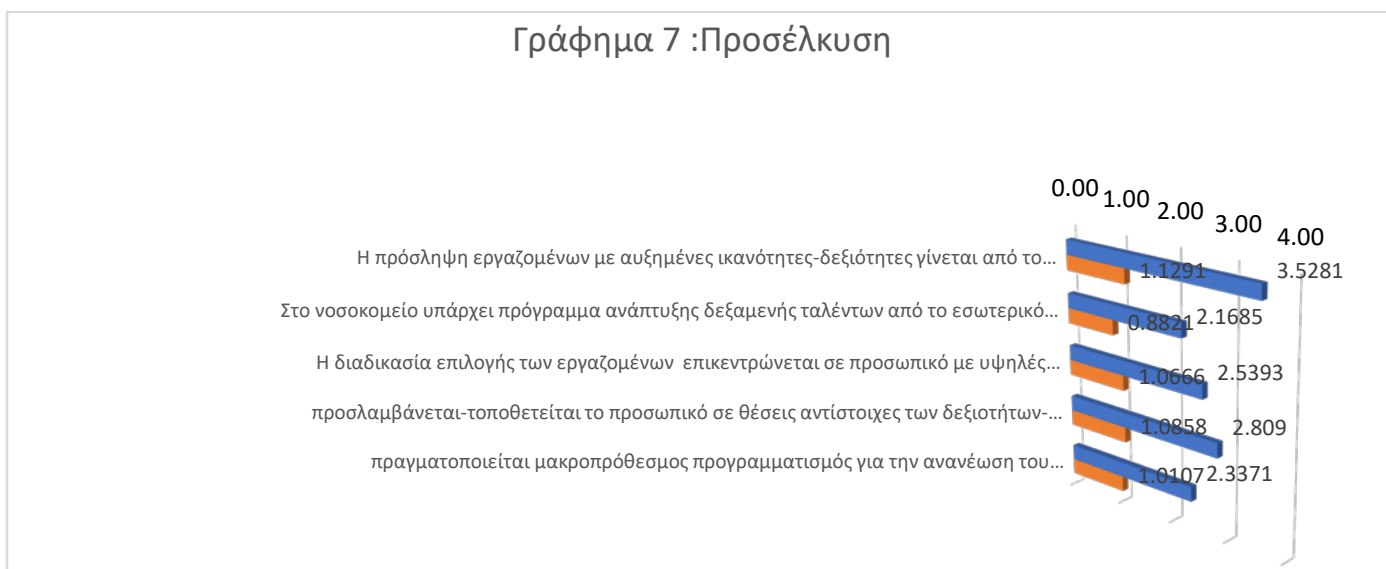 Γράφημα 7 :Προσέλκυση
0.00 1.00 2.00 3.00 4.00
Η πρόσληψη εργαζομένων με αυξημένες ικανότητες-δεξιότητες γίνεται από το… 1.1291 3.5281
Στο νοσοκομείο υπάρχει πρόγραμμα ανάπτυξης δεξαμενής ταλέντων από το εσωτερικό… 0.8821 2.1685
Η διαδικασία επιλογής των εργαζομένων επικεντρώνεται σε προσωπικό με υψηλές… 1.0666 2.5393
προσλαμβάνεται-τοποθετείται το προσωπικό σε θέσεις αντίστοιχες των δεξιοτήτων-… 1.0858 2.809
πραγματοποιείται μακροπρόθεσμος προγραμματισμός για την ανανέωση του… 1.0107 2.3371